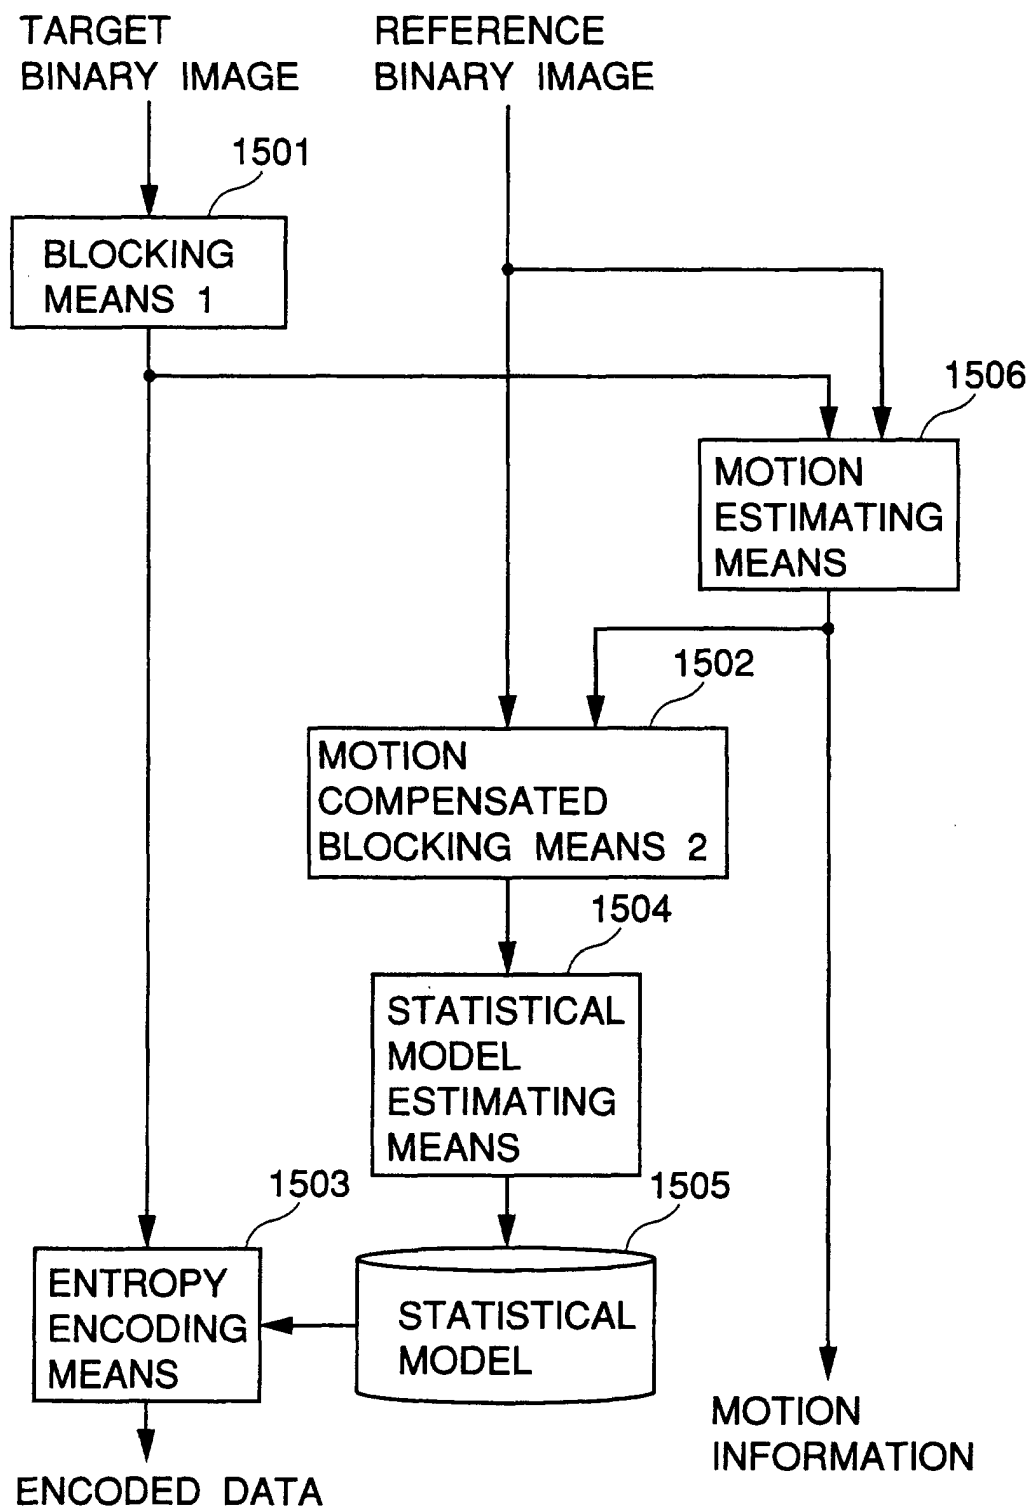 TARGET
BINARY IMAGE
REFERENCE
BINARY IMAGE
1501
BLOCKING
MEANS 1
1506
MOTION
ESTIMATING
MEANS
1502
MOTION
COMPENSATED
BLOCKING MEANS 2
1504
STATISTICAL
MODEL
ESTIMATING
MEANS
1503
1505
ENTROPY
ENCODING
MEANS
STATISTICAL
MODEL
MOTION
INFORMATION
ENCODED DATA